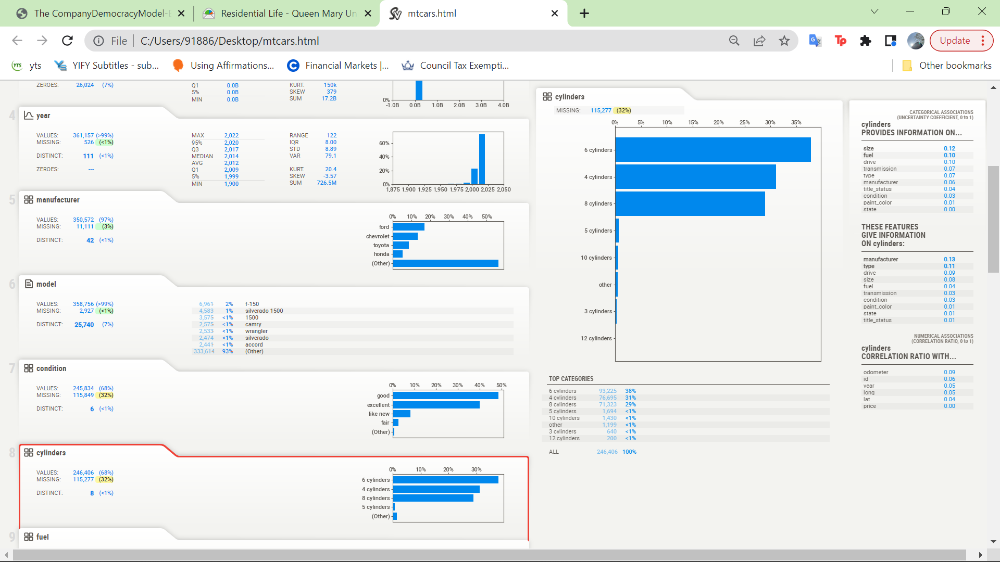 The CompanyDemocracyModel-E
Residential Life - Queen Mary Un
mtcars.html
File
C:/Users/91886/Desktop/mtcars.html
Update
yts
YIFY Subtitles - sub...
Using Affirmations...
Financial Markets |...
Council Tax Exempti...
Other bookmarks
ZEROES: 26,024 (7%)
Q1 0.0B
5% 0.0B
MIN 0.0B
KURT. 150k
SKEW 379
SUM 17.2B
0%
-1.0B 0.0B 1.0B 2.0B 3.0B 4.0B
4 year
VALUES: 361,157 (>99%)
MISSING: 526 (<1%)
DISTINCT: 111 (<1%)
ZEROES: ---
MAX 2,022
95% 2,020
Q3 2,017
MEDIAN 2,014
AVG 2,012
Q1 2,009
5% 1,999
MIN 1,900
RANGE 122
IQR 8.00
STD 8.89
VAR 79.1
KURT. 20.4
SKEW -3.57
SUM 726.5M
60%
40%
20%
0%
1,875 1,900 1,925 1,950 1,975 2,000 2,025 2,050
5 manufacturer
VALUES: 350,572 (97%)
MISSING: 11,111 (3%)
DISTINCT: 42 (<1%)
0% 10% 20% 30% 40% 50%
ford
chevrolet
toyota
honda
(Other)
6 model
VALUES: 358,756 (>99%)
MISSING: 2,927 (<1%)
DISTINCT: 25,740 (7%)
6,961 2% f-150
4,583 1% silverado 1500
3,575 <1% 1500
2,575 <1% camry
2,533 <1% wrangler
2,474 <1% silverado
2,441 <1% accord
333,614 93% (Other)
7 condition
VALUES: 245,834 (68%)
MISSING: 115,849 (32%)
DISTINCT: 6 (<1%)
0% 10% 20% 30% 40% 50%
good
excellent
like new
fair
(Other)
8 cylinders
VALUES: 246,406 (68%)
MISSING: 115,277 (32%)
DISTINCT: 8 (<1%)
0% 10% 20% 30%
6 cylinders
4 cylinders
8 cylinders
5 cylinders
(Other)
9 fuel
cylinders
MISSING: 115,277 (32%)
0% 5% 10% 15% 20% 25% 30% 35%
6 cylinders
4 cylinders
8 cylinders
5 cylinders
10 cylinders
other
3 cylinders
12 cylinders
TOP CATEGORIES
6 cylinders 93,225 38%
4 cylinders 76,695 31%
8 cylinders 71,323 29%
5 cylinders 1,694 <1%
10 cylinders 1,430 <1%
other 1,199 <1%
3 cylinders 640 <1%
12 cylinders 200 <1%
ALL 246,406 100%
CATEGORICAL ASSOCIATIONS
(UNCERTAINTY COEFFICIENT, 0 to 1)
cylinders
PROVIDES INFORMATION ON...
size 0.12
fuel 0.10
drive 0.10
transmission 0.07
type 0.07
manufacturer 0.06
title_status 0.04
condition 0.03
paint_color 0.01
state 0.00
THESE FEATURES
GIVE INFORMATION
ON cylinders:
manufacturer 0.13
type 0.11
drive 0.09
size 0.08
fuel 0.04
transmission 0.03
condition 0.03
paint_color 0.01
state 0.01
title_status 0.01
NUMERICAL ASSOCIATIONS
(CORRELATION RATIO, 0 to 1)
cylinders
CORRELATION RATIO WITH...
odometer 0.09
id 0.06
year 0.05
long 0.05
lat 0.04
price 0.00